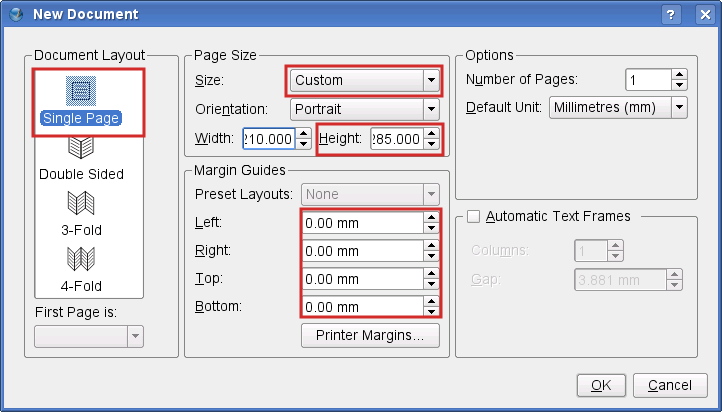 New Document
Document Layout
Single Page
Double Sided
3-Fold
4-Fold
First Page is:
Page Size
Size: Custom
Orientation: Portrait
Width: 210.000 Height: 285.000
Margin Guides
Preset Layouts: None
Left: 0.00 mm
Right: 0.00 mm
Top: 0.00 mm
Bottom: 0.00 mm
Printer Margins...
Options
Number of Pages: 1
Default Unit: Millimetres (mm)
Automatic Text Frames
Columns: 1
Gap: 3.881 mm
OK Cancel